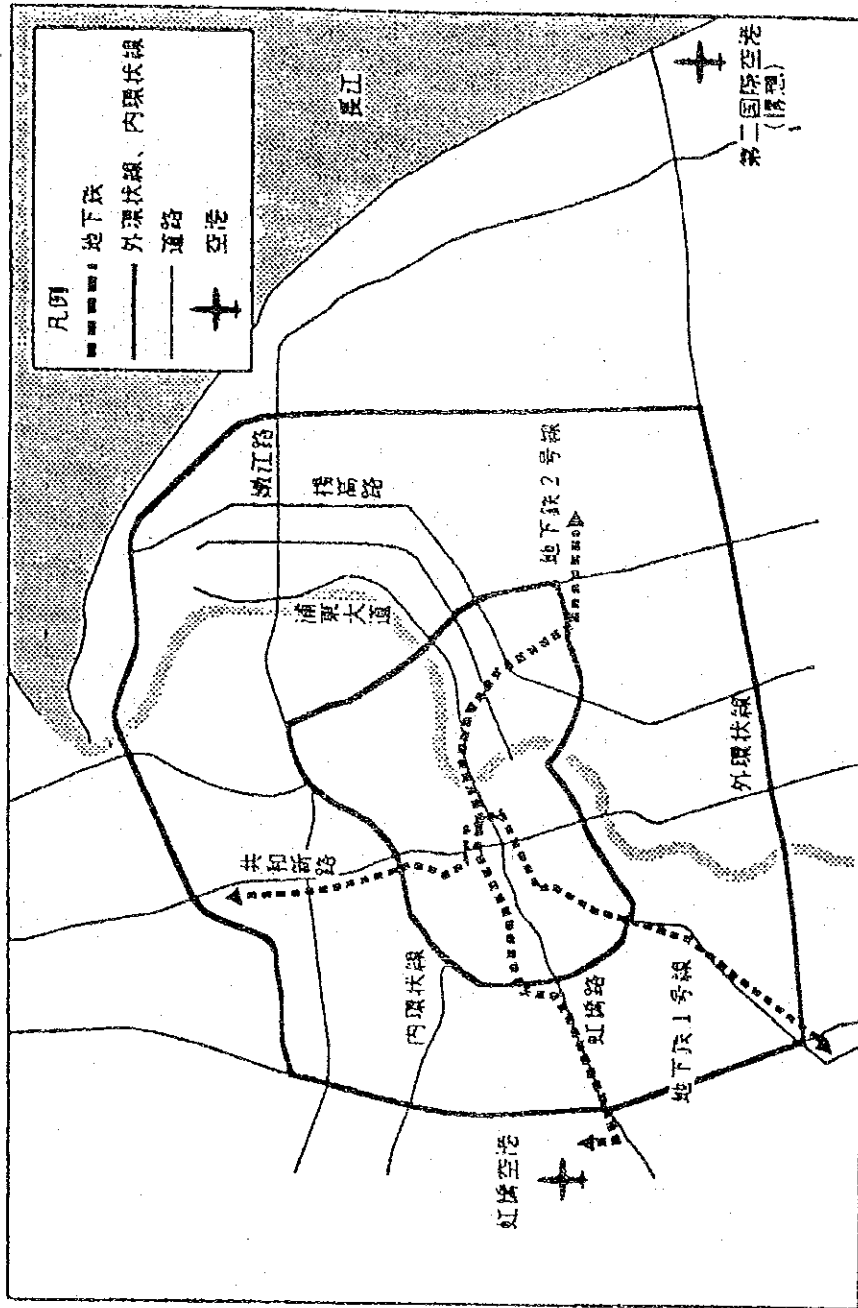 凡例
地下鉄
外環状線、内環状線
道路
空港
長江
嫩江路
楊高路
浦東大道
共和新路
内環状線
虹橋路
虹橋空港
地下鉄1号線
地下鉄2号線
外環状線
第二国際空港
(構想)